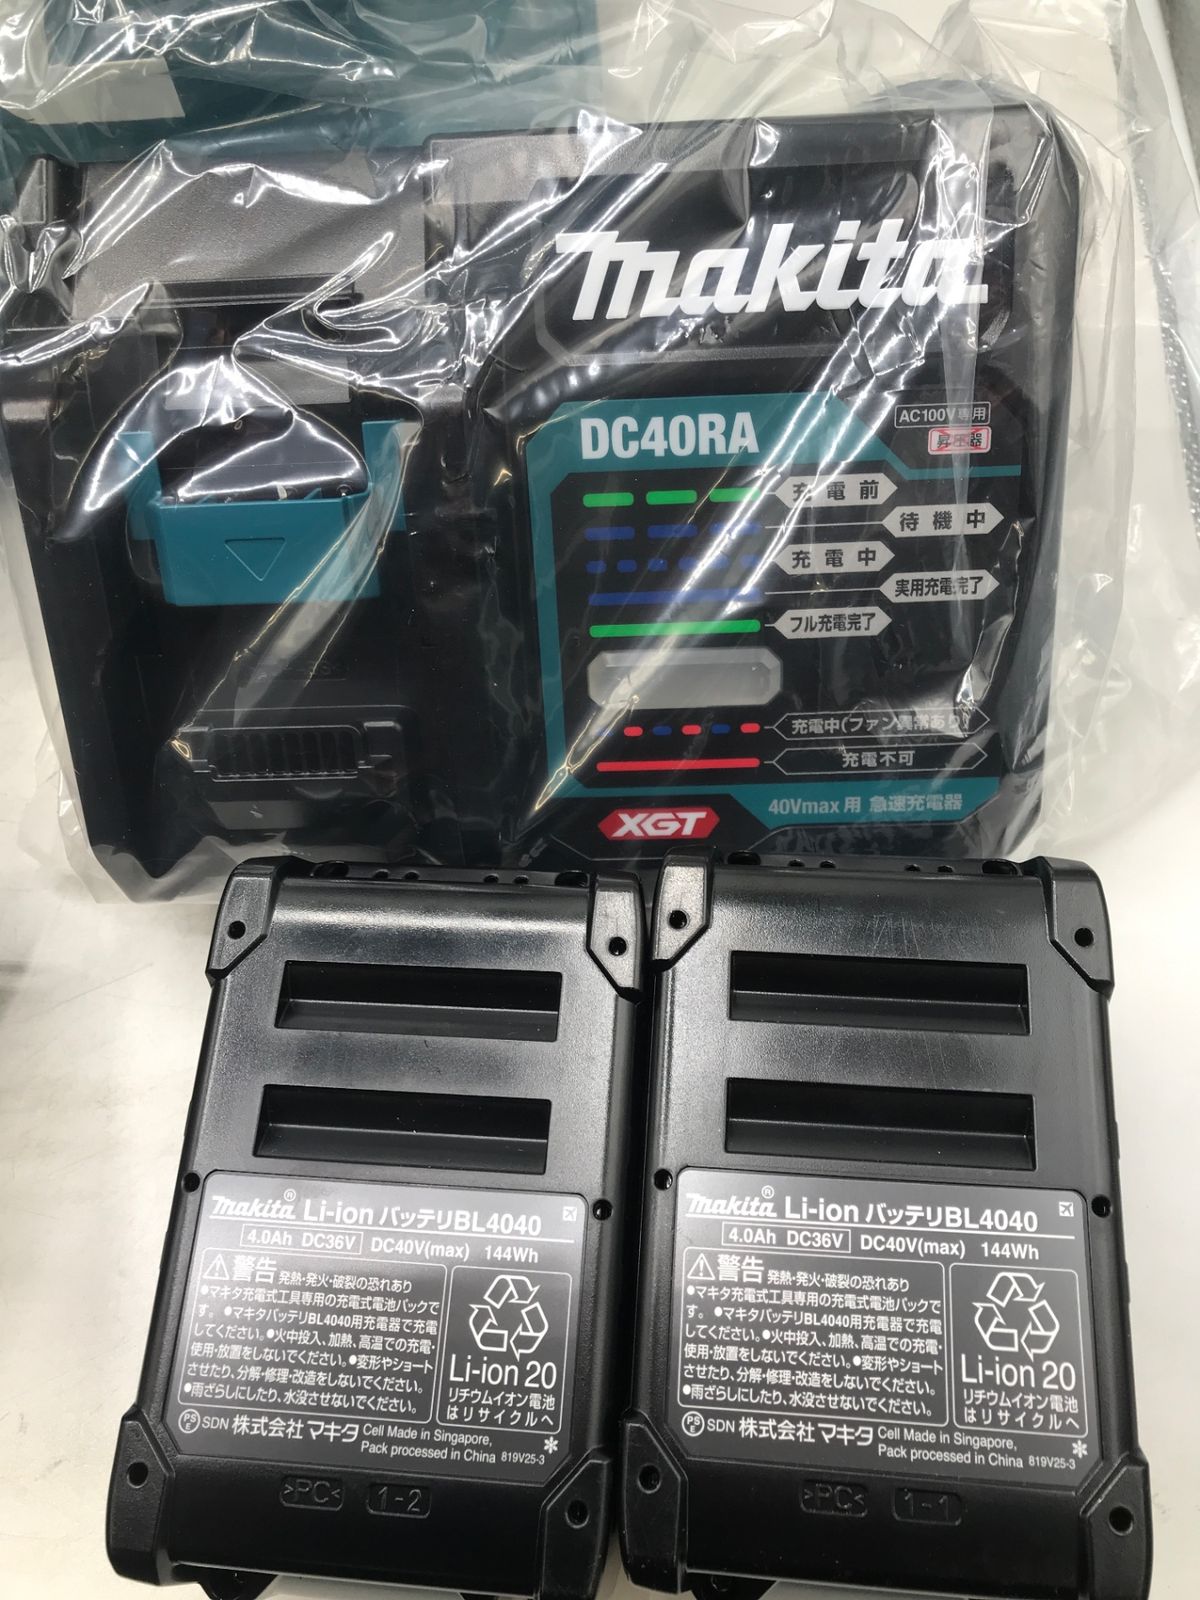 makita
DC40RA
AC100V専用
昇圧器
充電前
待機中
充電中
実用充電完了
フル充電完了
充電中(ファン異常あり)
充電不可
XGT
40Vmax用 急速充電器
makita® Li-ion バッテリBL4040
4.0Ah DC36V DC40V(max) 144Wh
⚠警告 発熱・発火・破裂の恐れあり
●マキタ充電式工具専用の充電式電池パックで
す。●マキタバッテリBL4040用充電器で充電
してください。●火中投入、加熱、高温での充電・
使用・放置をしないでください。●変形やショート
させたり、分解・修理・改造をしないでください。
●雨ざらしにしたり、水没させないでください。
Li-ion 20
リチウムイオン電池
はリサイクルへ
PSE SDN 株式会社マキタ
Cell Made in Singapore,
Pack processed in China 819V25-3
*
>PC< 1-2
makita® Li-ion バッテリBL4040
4.0Ah DC36V DC40V(max) 144Wh
⚠警告 発熱・発火・破裂の恐れあり
●マキタ充電式工具専用の充電式電池パックで
す。●マキタバッテリBL4040用充電器で充電
してください。●火中投入、加熱、高温での充電・
使用・放置をしないでください。●変形やショート
させたり、分解・修理・改造をしないでください。
●雨ざらしにしたり、水没させないでください。
Li-ion 20
リチウムイオン電池
はリサイクルへ
PSE SDN 株式会社マキタ
Cell Made in Singapore,
Pack processed in China 819V25-3
*
>PC< 1-1